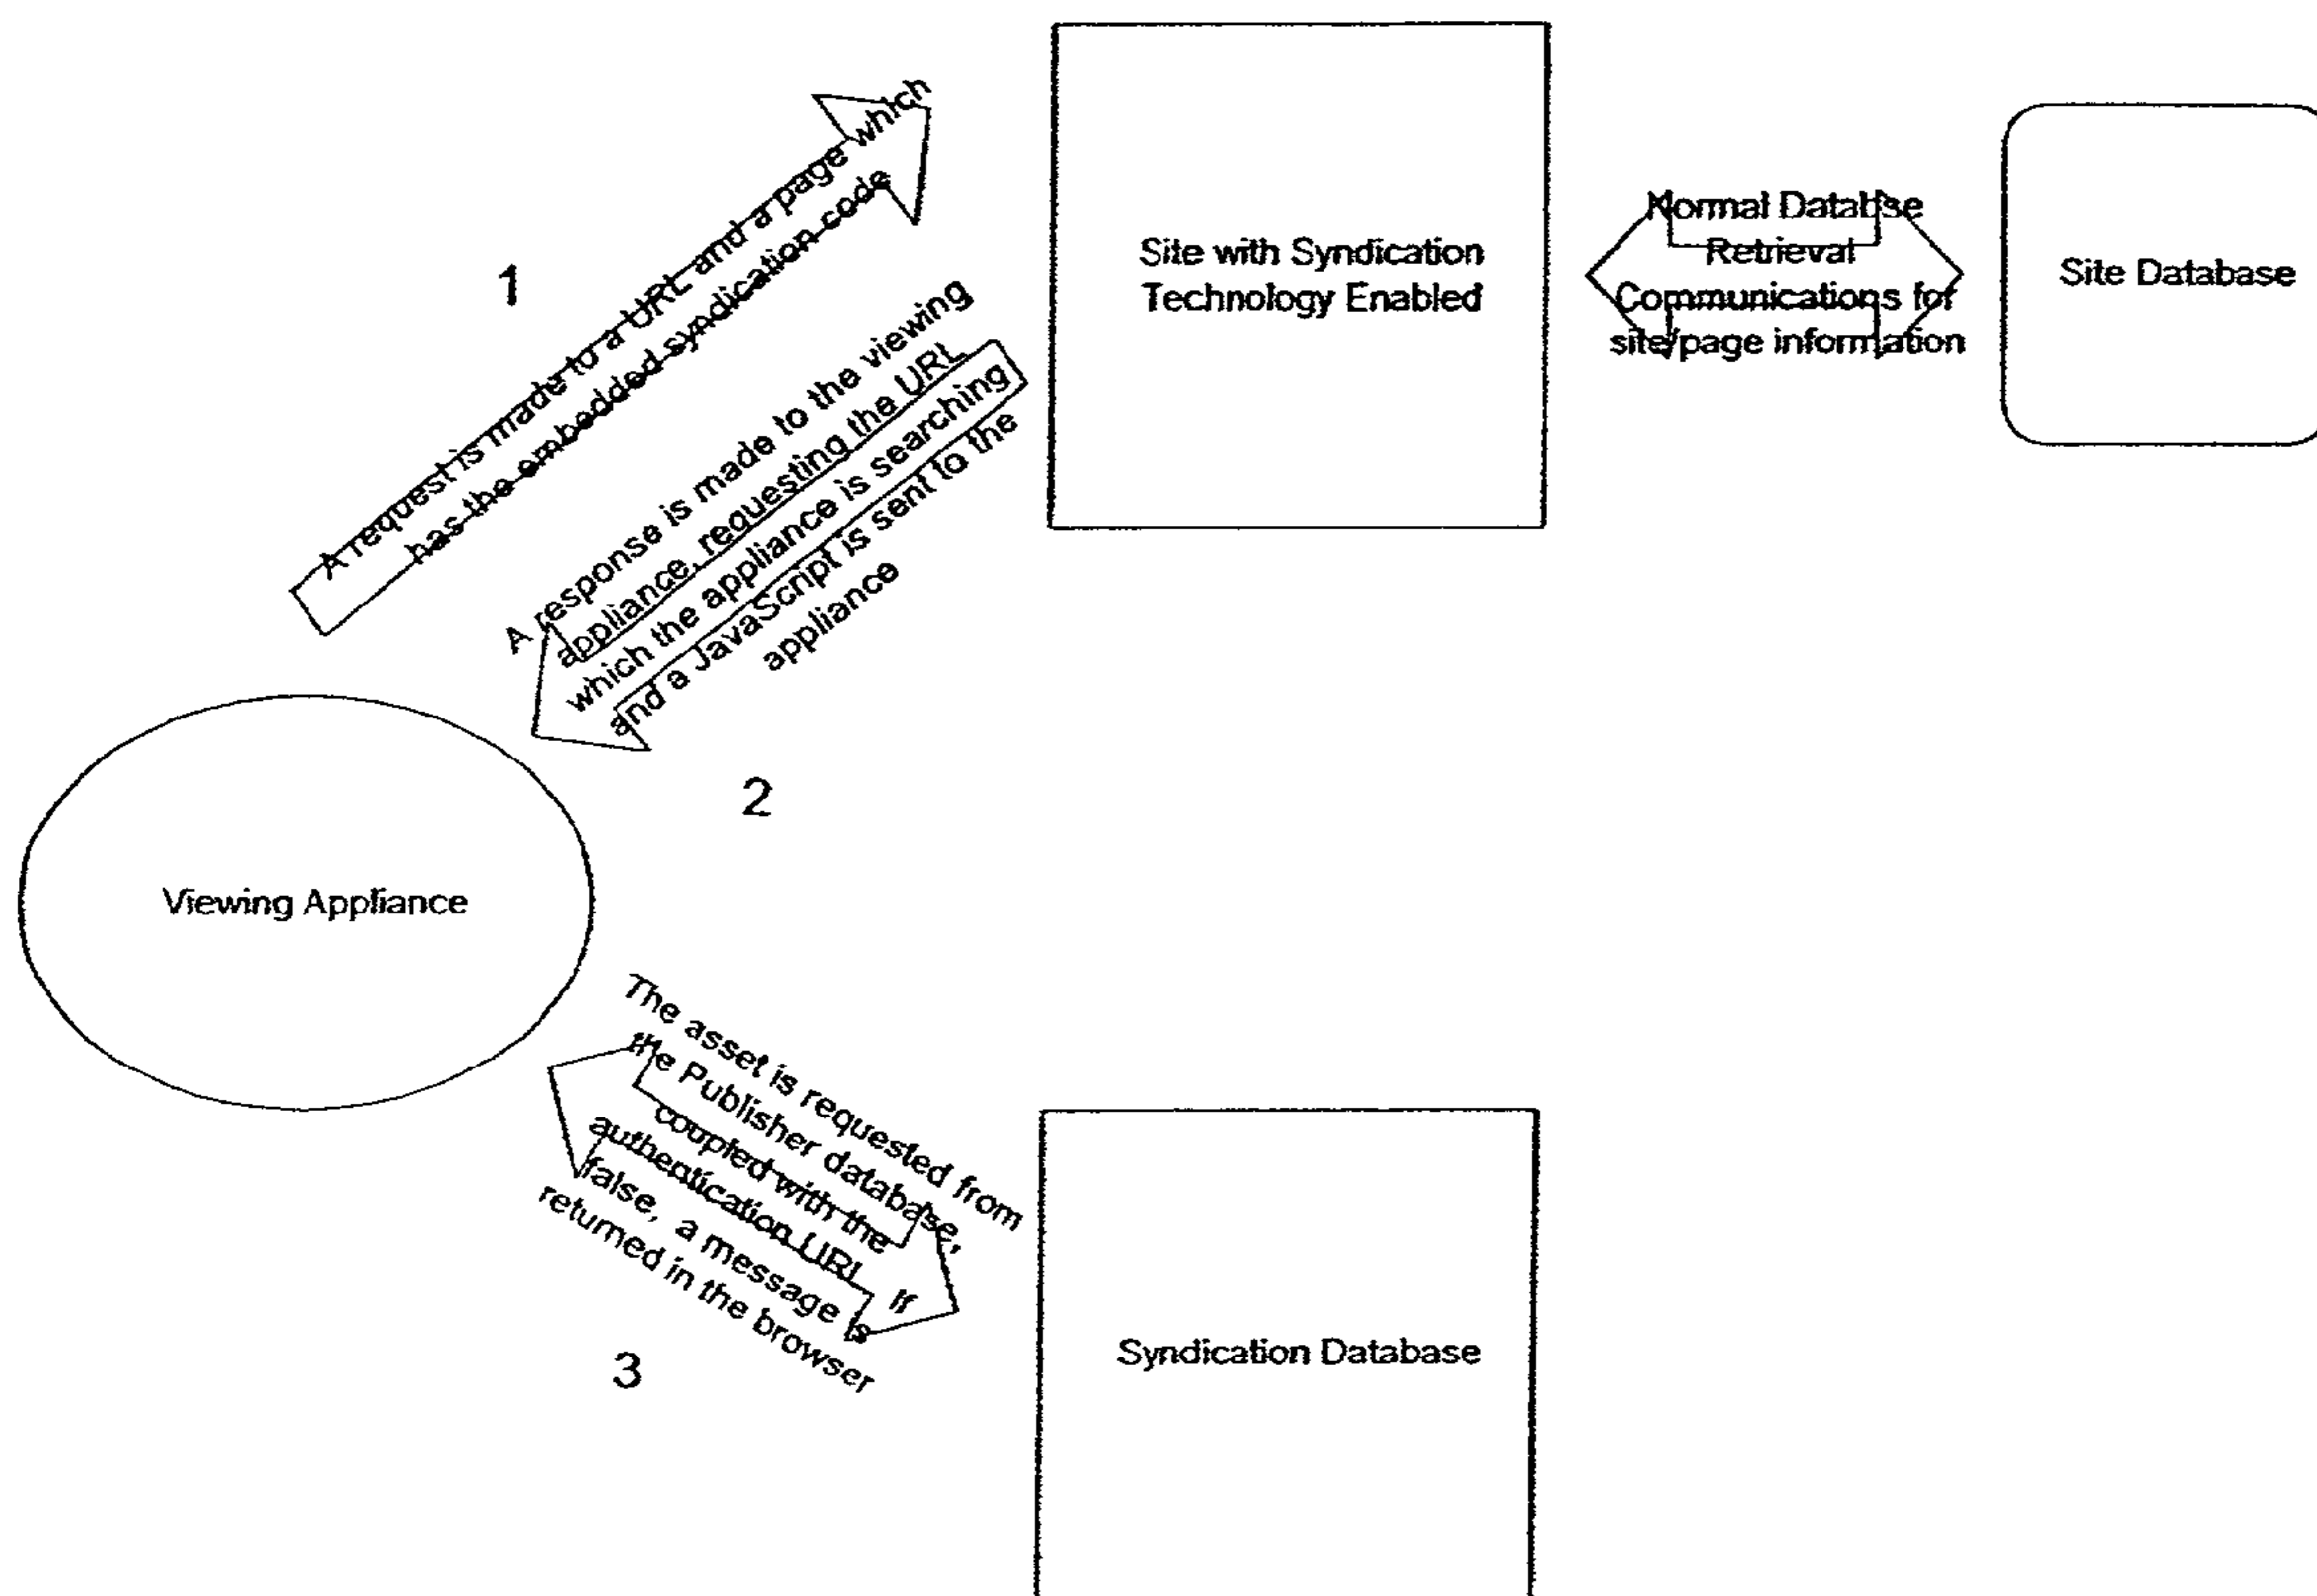 1
A request is made to a URL and a page which
has the embedded syndication code
Site with Syndication
Technology Enabled
Normal Databse
Retrieval
Communications for
site/page information
Site Database
A response is made to the viewing
appliance, requesting the URL
which the appliance is searching
and a JavaScript is sent to the
appliance
2
Viewing Appliance
The asset is requested from
the Publisher database,
coupled with the
authentication URL. If
false, a message is
returned in the browser
3
Syndication Database